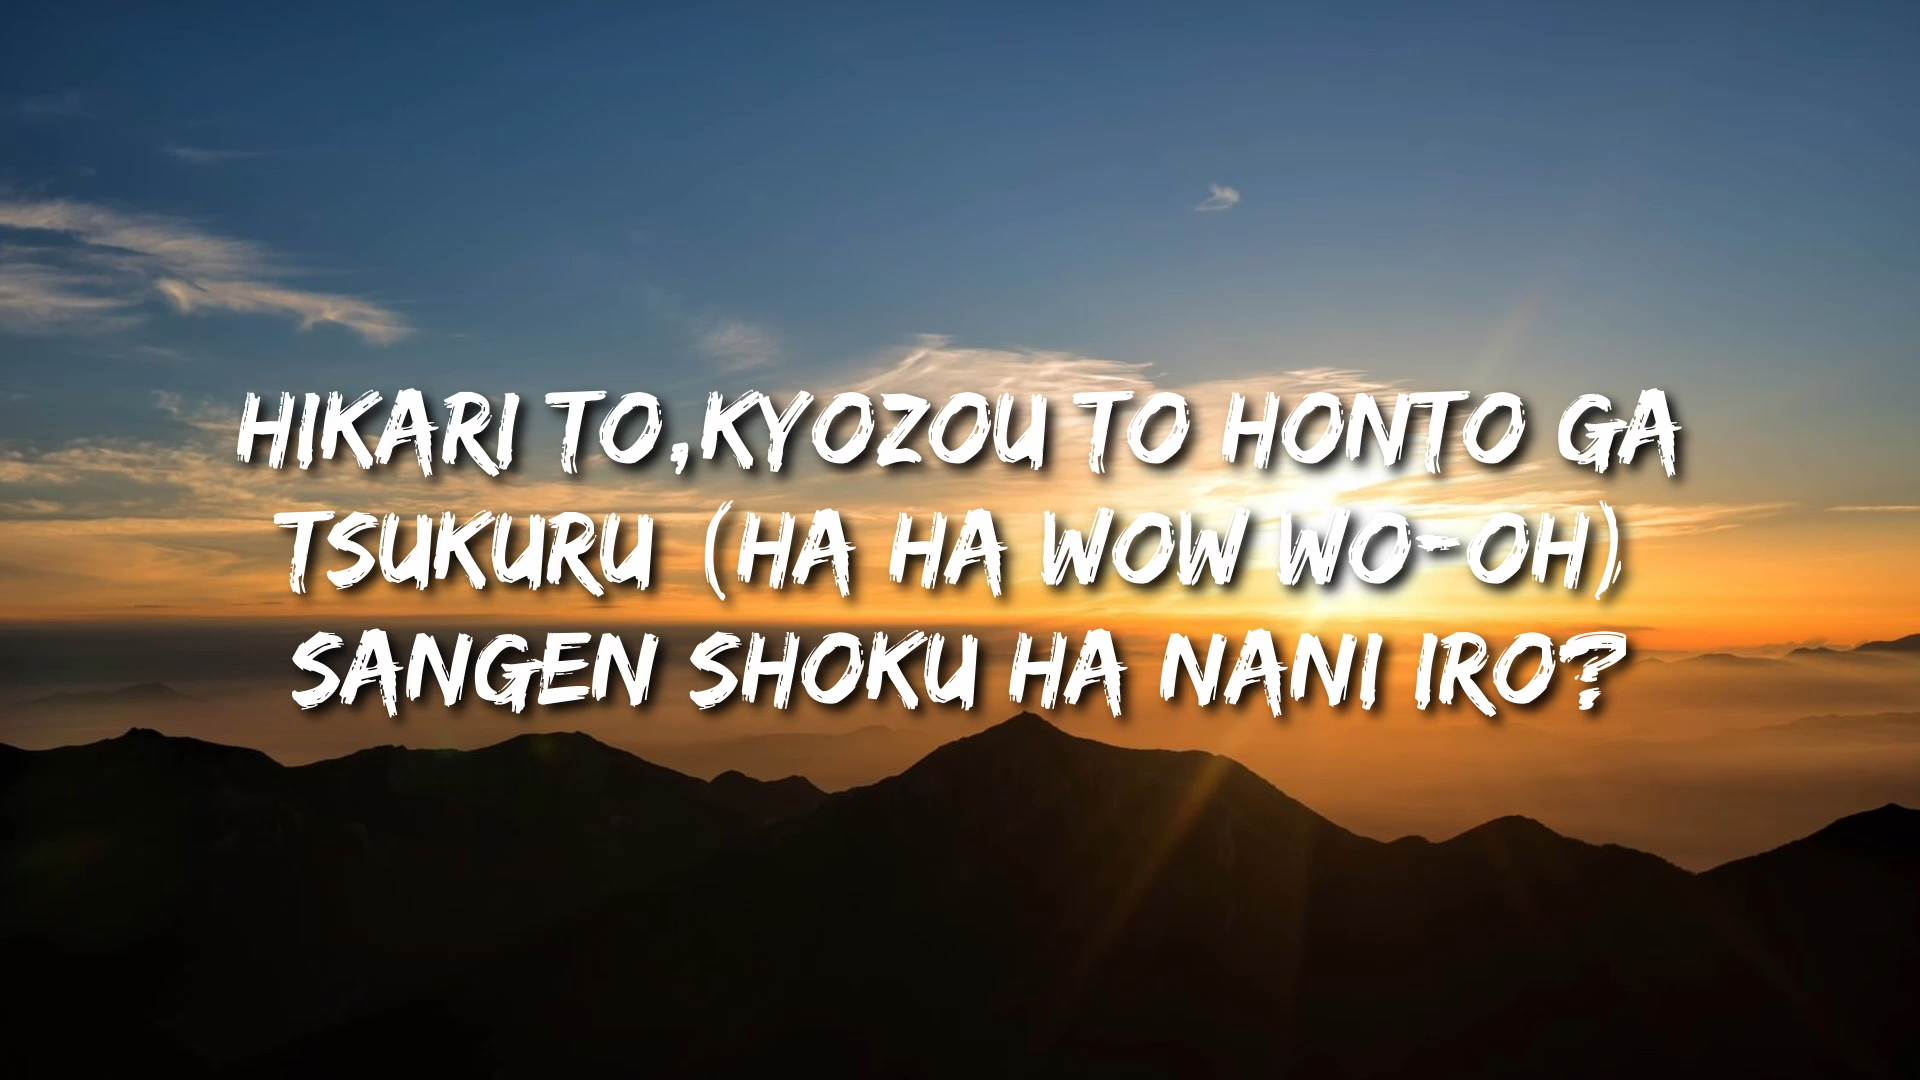 HIKARI TO,KYOZOU TO HONTO GA
TSUKURU (HA HA WOW WO-OH)
SANGEN SHOKU HA NANI IRO?